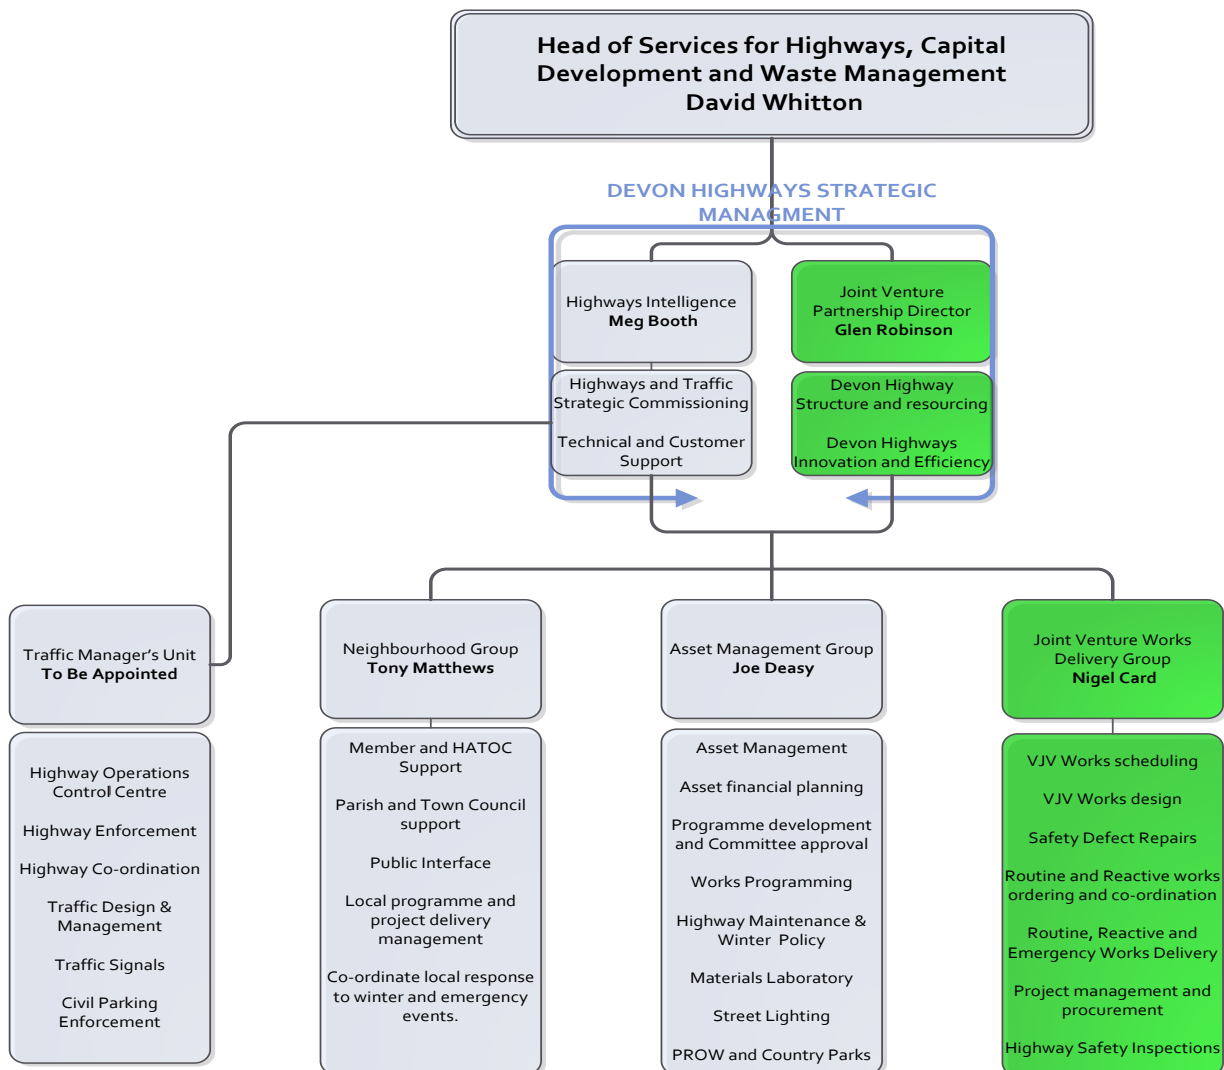 Head of Services for Highways, Capital
Development and Waste Management
David Whitton
DEVON HIGHWAYS STRATEGIC
MANAGMENT
Highways Intelligence
Meg Booth
Joint Venture
Partnership Director
Glen Robinson
Highways and Traffic
Strategic Commissioning
Technical and Customer
Support
Devon Highway
Structure and resourcing
Devon Highways
Innovation and Efficiency
Traffic Manager's Unit
To Be Appointed
Neighbourhood Group
Tony Matthews
Asset Management Group
Joe Deasy
Joint Venture Works
Delivery Group
Nigel Card
Highway Operations
Control Centre
Highway Enforcement
Highway Co-ordination
Traffic Design &
Management
Traffic Signals
Civil Parking
Enforcement
Member and HATOC
Support
Parish and Town Council
support
Public Interface
Local programme and
project delivery
management
Co-ordinate local response
to winter and emergency
events.
Asset Management
Asset financial planning
Programme development
and Committee approval
Works Programming
Highway Maintenance &
Winter Policy
Materials Laboratory
Street Lighting
PROW and Country Parks
VJV Works scheduling
VJV Works design
Safety Defect Repairs
Routine and Reactive works
ordering and co-ordination
Routine, Reactive and
Emergency Works Delivery
Project management and
procurement
Highway Safety Inspections